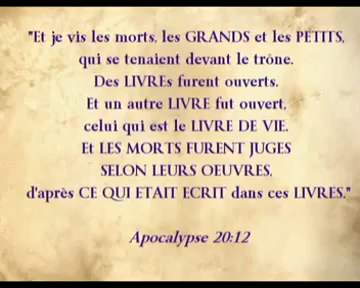 "Et je vis les morts, les GRANDS et les PETITS,
qui se tenaient devant le trône.
Des LIVREs furent ouverts.
Et un autre LIVRE fut ouvert,
celui qui est le LIVRE DE VIE.
Et LES MORTS FURENT JUGES
SELON LEURS OEUVRES,
d'après CE QUI ETAIT ECRIT dans ces LIVRES."
Apocalypse 20:12